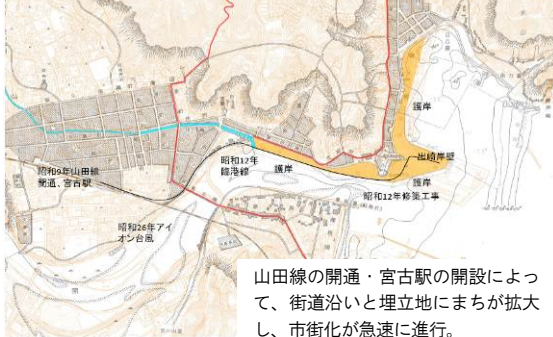 護岸
出崎岸壁
昭和12年
臨港線
護岸
護岸
昭和9年山田線
開通、宮古駅
昭和12年修築工事
昭和26年アイ
オン台風
山田線の開通・宮古駅の開設によっ
て、街道沿いと埋立地にまちが拡大
し、市街化が急速に進行。